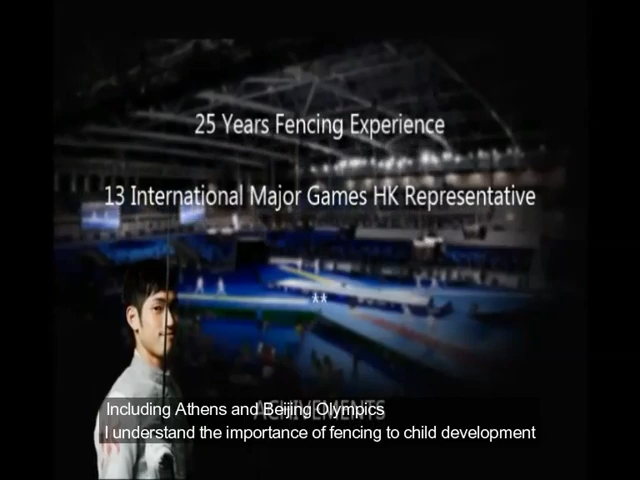 25 Years Fencing Experience
13 International Major Games HK Representative
**
ACHIVEMENTS
Including Athens and Beijing Olympics
I understand the importance of fencing to child development